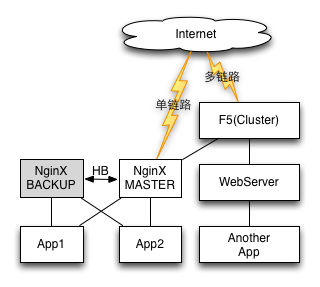 Internet
多链路
单链路
F5(Cluster)
NginX
BACKUP
HB
NginX
MASTER
WebServer
App1
App2
Another
App